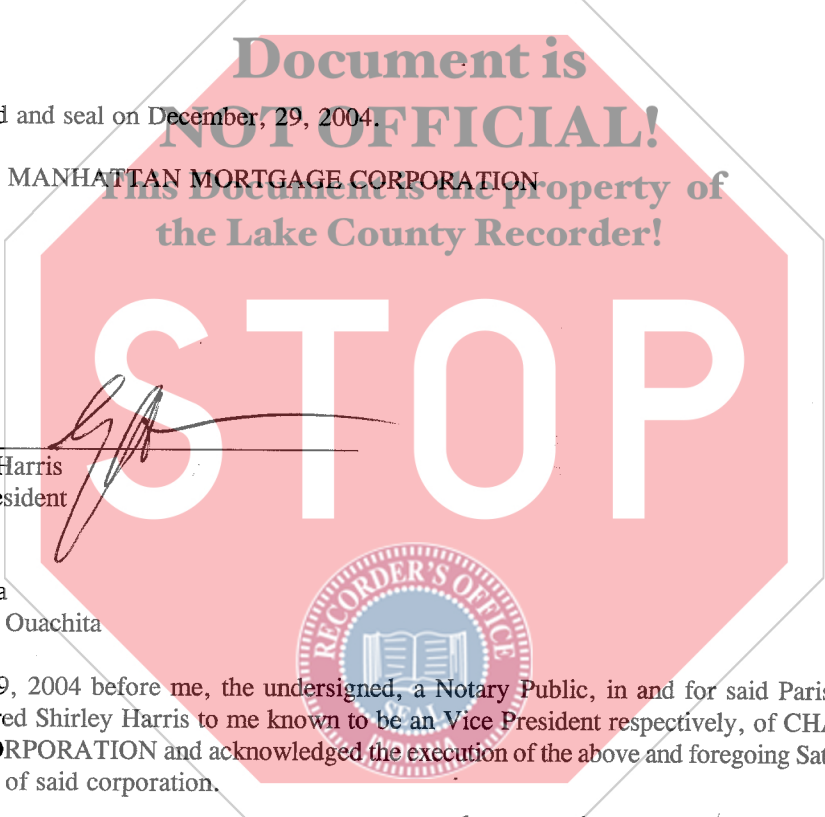 Document is
NOT OFFICIAL!
d and seal on December, 29, 2004.
MANHATTAN MORTGAGE CORPORATION
This Document is the property of
the Lake County Recorder!
STOP
Harris
esident
RECORDER'S OFFICE
SEAL
a
Ouachita
9, 2004 before me, the undersigned, a Notary Public, in and for said Paris
red Shirley Harris to me known to be an Vice President respectively, of CHA
ORPORATION and acknowledged the execution of the above and foregoing Sat
of said corporation.